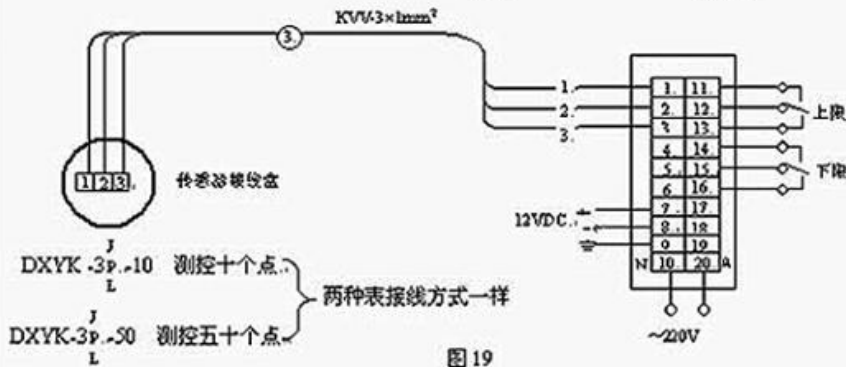 KVV-3×1mm²
3.
1.
2.
3.
1. 11.
2. 12.
3 13.
4 14.
5. 15.
6 16.
7 17.
8. 18
9 19
N 10 20 A
上限
下限
12VDC
+
-
~220V
1 2 3
传感器接线盒
J
DXYK-3P-10 测控十个点
L
J
DXYK-3P-50 测控五十个点
L
两种表接线方式一样
图19